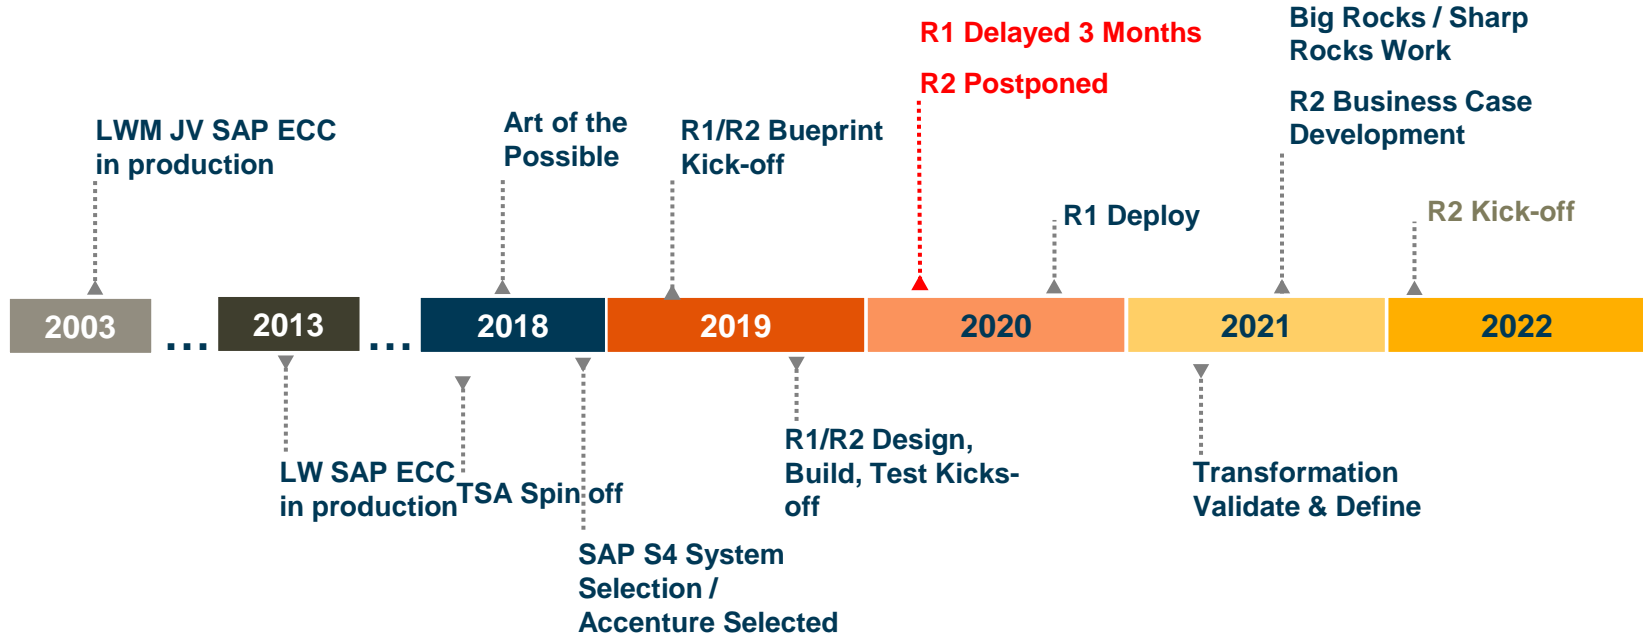 R1 Delayed 3 Months
R2 Postponed
Big Rocks / Sharp
Rocks Work
R2 Business Case
Development
LWM JV SAP ECC
in production
Art of the
Possible
R1/R2 Bueprint
Kick-off
R1 Deploy
R2 Kick-off
2003
...
2013
...
2018
2019
2020
2021
2022
LW SAP ECC
in production
TSA Spin off
SAP S4 System
Selection /
Accenture Selected
R1/R2 Design,
Build, Test Kicks-
off
Transformation
Validate & Define